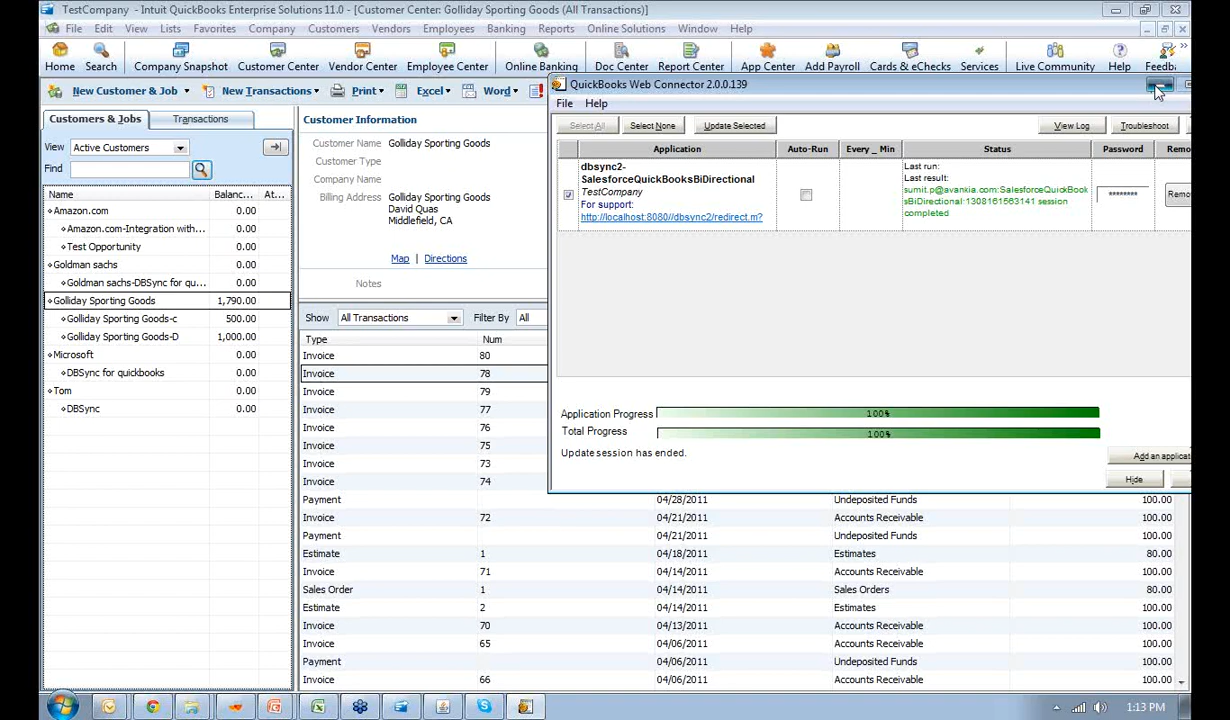 TestCompany - Intuit QuickBooks Enterprise Solutions 11.0 - [Customer Center: Golliday Sporting Goods (All Transactions)]
File Edit View Lists Favorites Company Customers Vendors Employees Banking Reports Online Solutions Window Help
Home Search Company Snapshot Customer Center Vendor Center Employee Center Online Banking Doc Center Report Center App Center Add Payroll Cards & eChecks Services Live Community Help Feedb
New Customer & Job New Transactions Print Excel Word
QuickBooks Web Connector 2.0.0.139
File Help
Select All Select None Update Selected View Log Troubleshoot
Application Auto-Run Every _ Min Status Password Remo
dbsync2-
SalesforceQuickBooksBiDirectional
TestCompany
For support:
http://localhost:8080//dbsync2/redirect.m?
Last run:
Last result:
sumit.p@avankia.com:SalesforceQuickBook
sBiDirectional:1308161563141 session
completed
********
Remo
Application Progress 100%
Total Progress 100%
Update session has ended.
Add an applicat
Hide
Customers & Jobs Transactions
View Active Customers
Find
Name Balanc... At...
Amazon.com 0.00
Amazon.com-Integration with... 0.00
Test Opportunity 0.00
Goldman sachs 0.00
Goldman sachs-DBSync for qu... 0.00
Golliday Sporting Goods 1,790.00
Golliday Sporting Goods-c 500.00
Golliday Sporting Goods-D 1,000.00
Microsoft 0.00
DBSync for quickbooks 0.00
Tom 0.00
DBSync 0.00
Customer Information
Customer Name Golliday Sporting Goods
Customer Type
Company Name
Billing Address Golliday Sporting Goods
David Quas
Middlefield, CA
Map | Directions
Notes
Show All Transactions Filter By All
Type Num
Invoice 80
Invoice 78
Invoice 79
Invoice 77
Invoice 76
Invoice 75
Invoice 73
Invoice 74
Payment 04/28/2011 Undeposited Funds 100.00
Invoice 72 04/21/2011 Accounts Receivable 100.00
Payment 04/21/2011 Undeposited Funds 100.00
Estimate 1 04/18/2011 Estimates 80.00
Invoice 71 04/14/2011 Accounts Receivable 100.00
Sales Order 1 04/14/2011 Sales Orders 80.00
Estimate 2 04/14/2011 Estimates 100.00
Invoice 70 04/13/2011 Accounts Receivable 100.00
Invoice 65 04/06/2011 Accounts Receivable 100.00
Payment 04/06/2011 Undeposited Funds 100.00
Invoice 66 04/06/2011 Accounts Receivable 100.00
1:13 PM